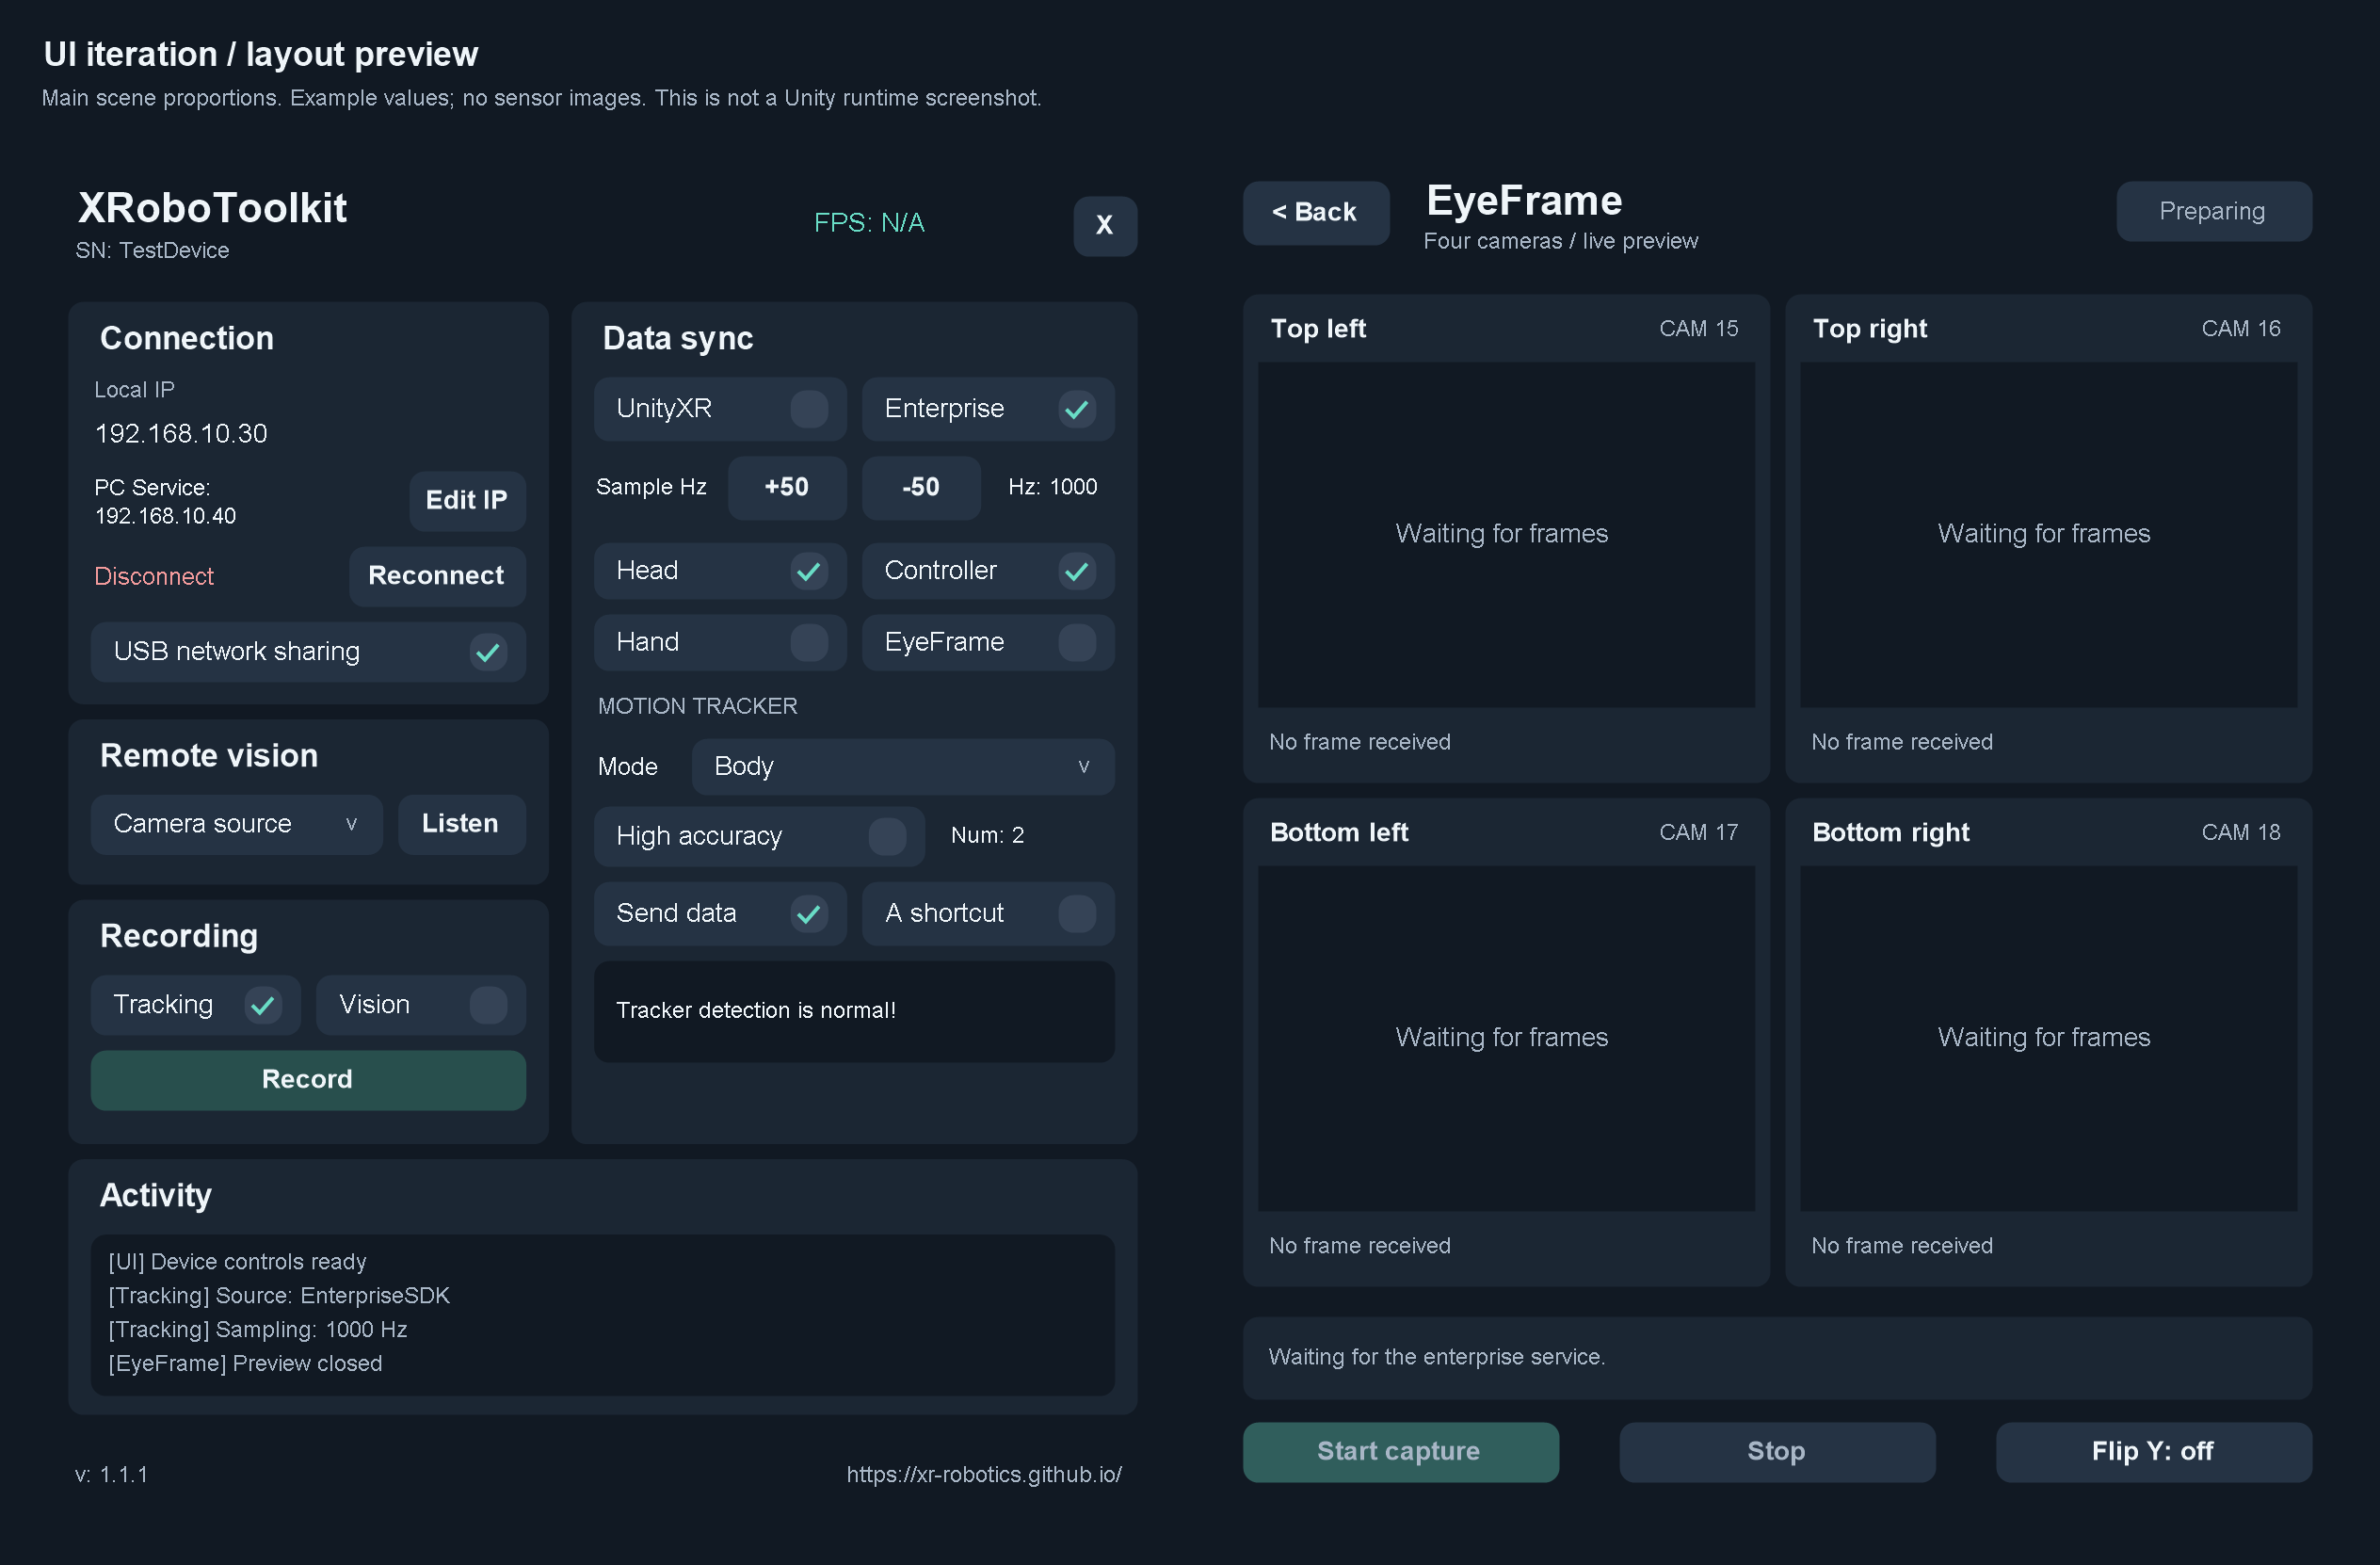 UI iteration / layout preview
Main scene proportions. Example values; no sensor images. This is not a Unity runtime screenshot.
XRoboToolkit
SN: TestDevice
FPS: N/A
X
Connection
Local IP
192.168.10.30
PC Service:
192.168.10.40
Edit IP
Disconnect
Reconnect
USB network sharing
Remote vision
Camera source
v
Listen
Recording
Tracking
Vision
Record
Data sync
UnityXR
Enterprise
Sample Hz
+50
-50
Hz: 1000
Head
Controller
Hand
EyeFrame
MOTION TRACKER
Mode
Body
v
High accuracy
Num: 2
Send data
A shortcut
Tracker detection is normal!
Activity
[UI] Device controls ready
[Tracking] Source: EnterpriseSDK
[Tracking] Sampling: 1000 Hz
[EyeFrame] Preview closed
v: 1.1.1
https://xr-robotics.github.io/
< Back
EyeFrame
Four cameras / live preview
Preparing
Top left
CAM 15
Waiting for frames
No frame received
Top right
CAM 16
Waiting for frames
No frame received
Bottom left
CAM 17
Waiting for frames
No frame received
Bottom right
CAM 18
Waiting for frames
No frame received
Waiting for the enterprise service.
Start capture
Stop
Flip Y: off